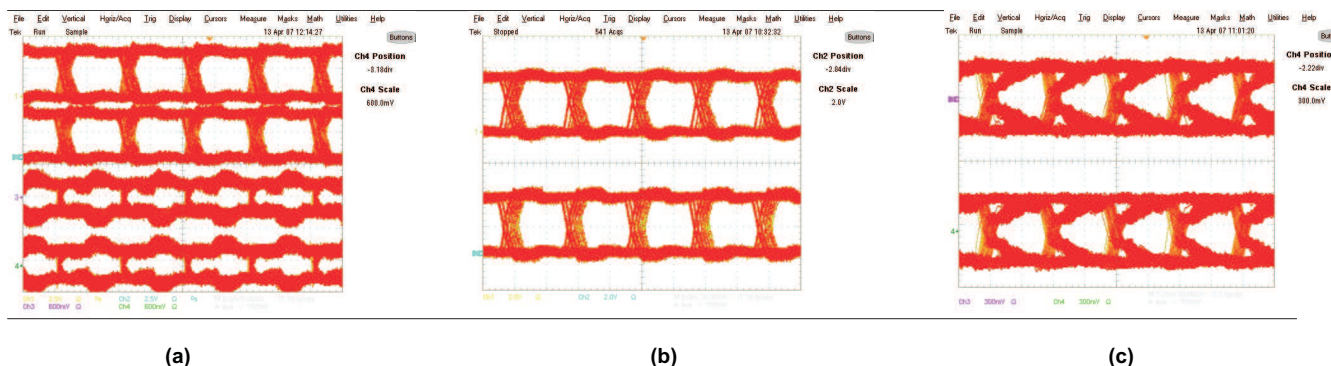 File Edit Vertical Horiz/Acq Trig Display Cursors Measure Masks Math Utilities Help
Tek Run Sample 13 Apr 07 12:14:27
Buttons
Ch4 Position
-3.18div
Ch4 Scale
600.0mV
1
3
4
Ch2 2.5V Ω
Ch3 600mV Ω Ch4 600mV Ω
(a)
File Edit Vertical Horiz/Acq Trig Display Cursors Measure Masks Math Utilities Help
Tek Stopped 541 Acqs 13 Apr 07 10:32:32
Buttons
Ch2 Position
-2.84div
Ch2 Scale
2.0V
1
Ch2 2.0V Ω
(b)
File Edit Vertical Horiz/Acq Trig Display Cursors Measure Masks Math Utilities Help
Tek Run Sample 13 Apr 07 11:01:20
Ch4 Position
-2.22div
Ch4 Scale
300.0mV
4
Ch3 300mV Ω Ch4 300mV Ω
(c)